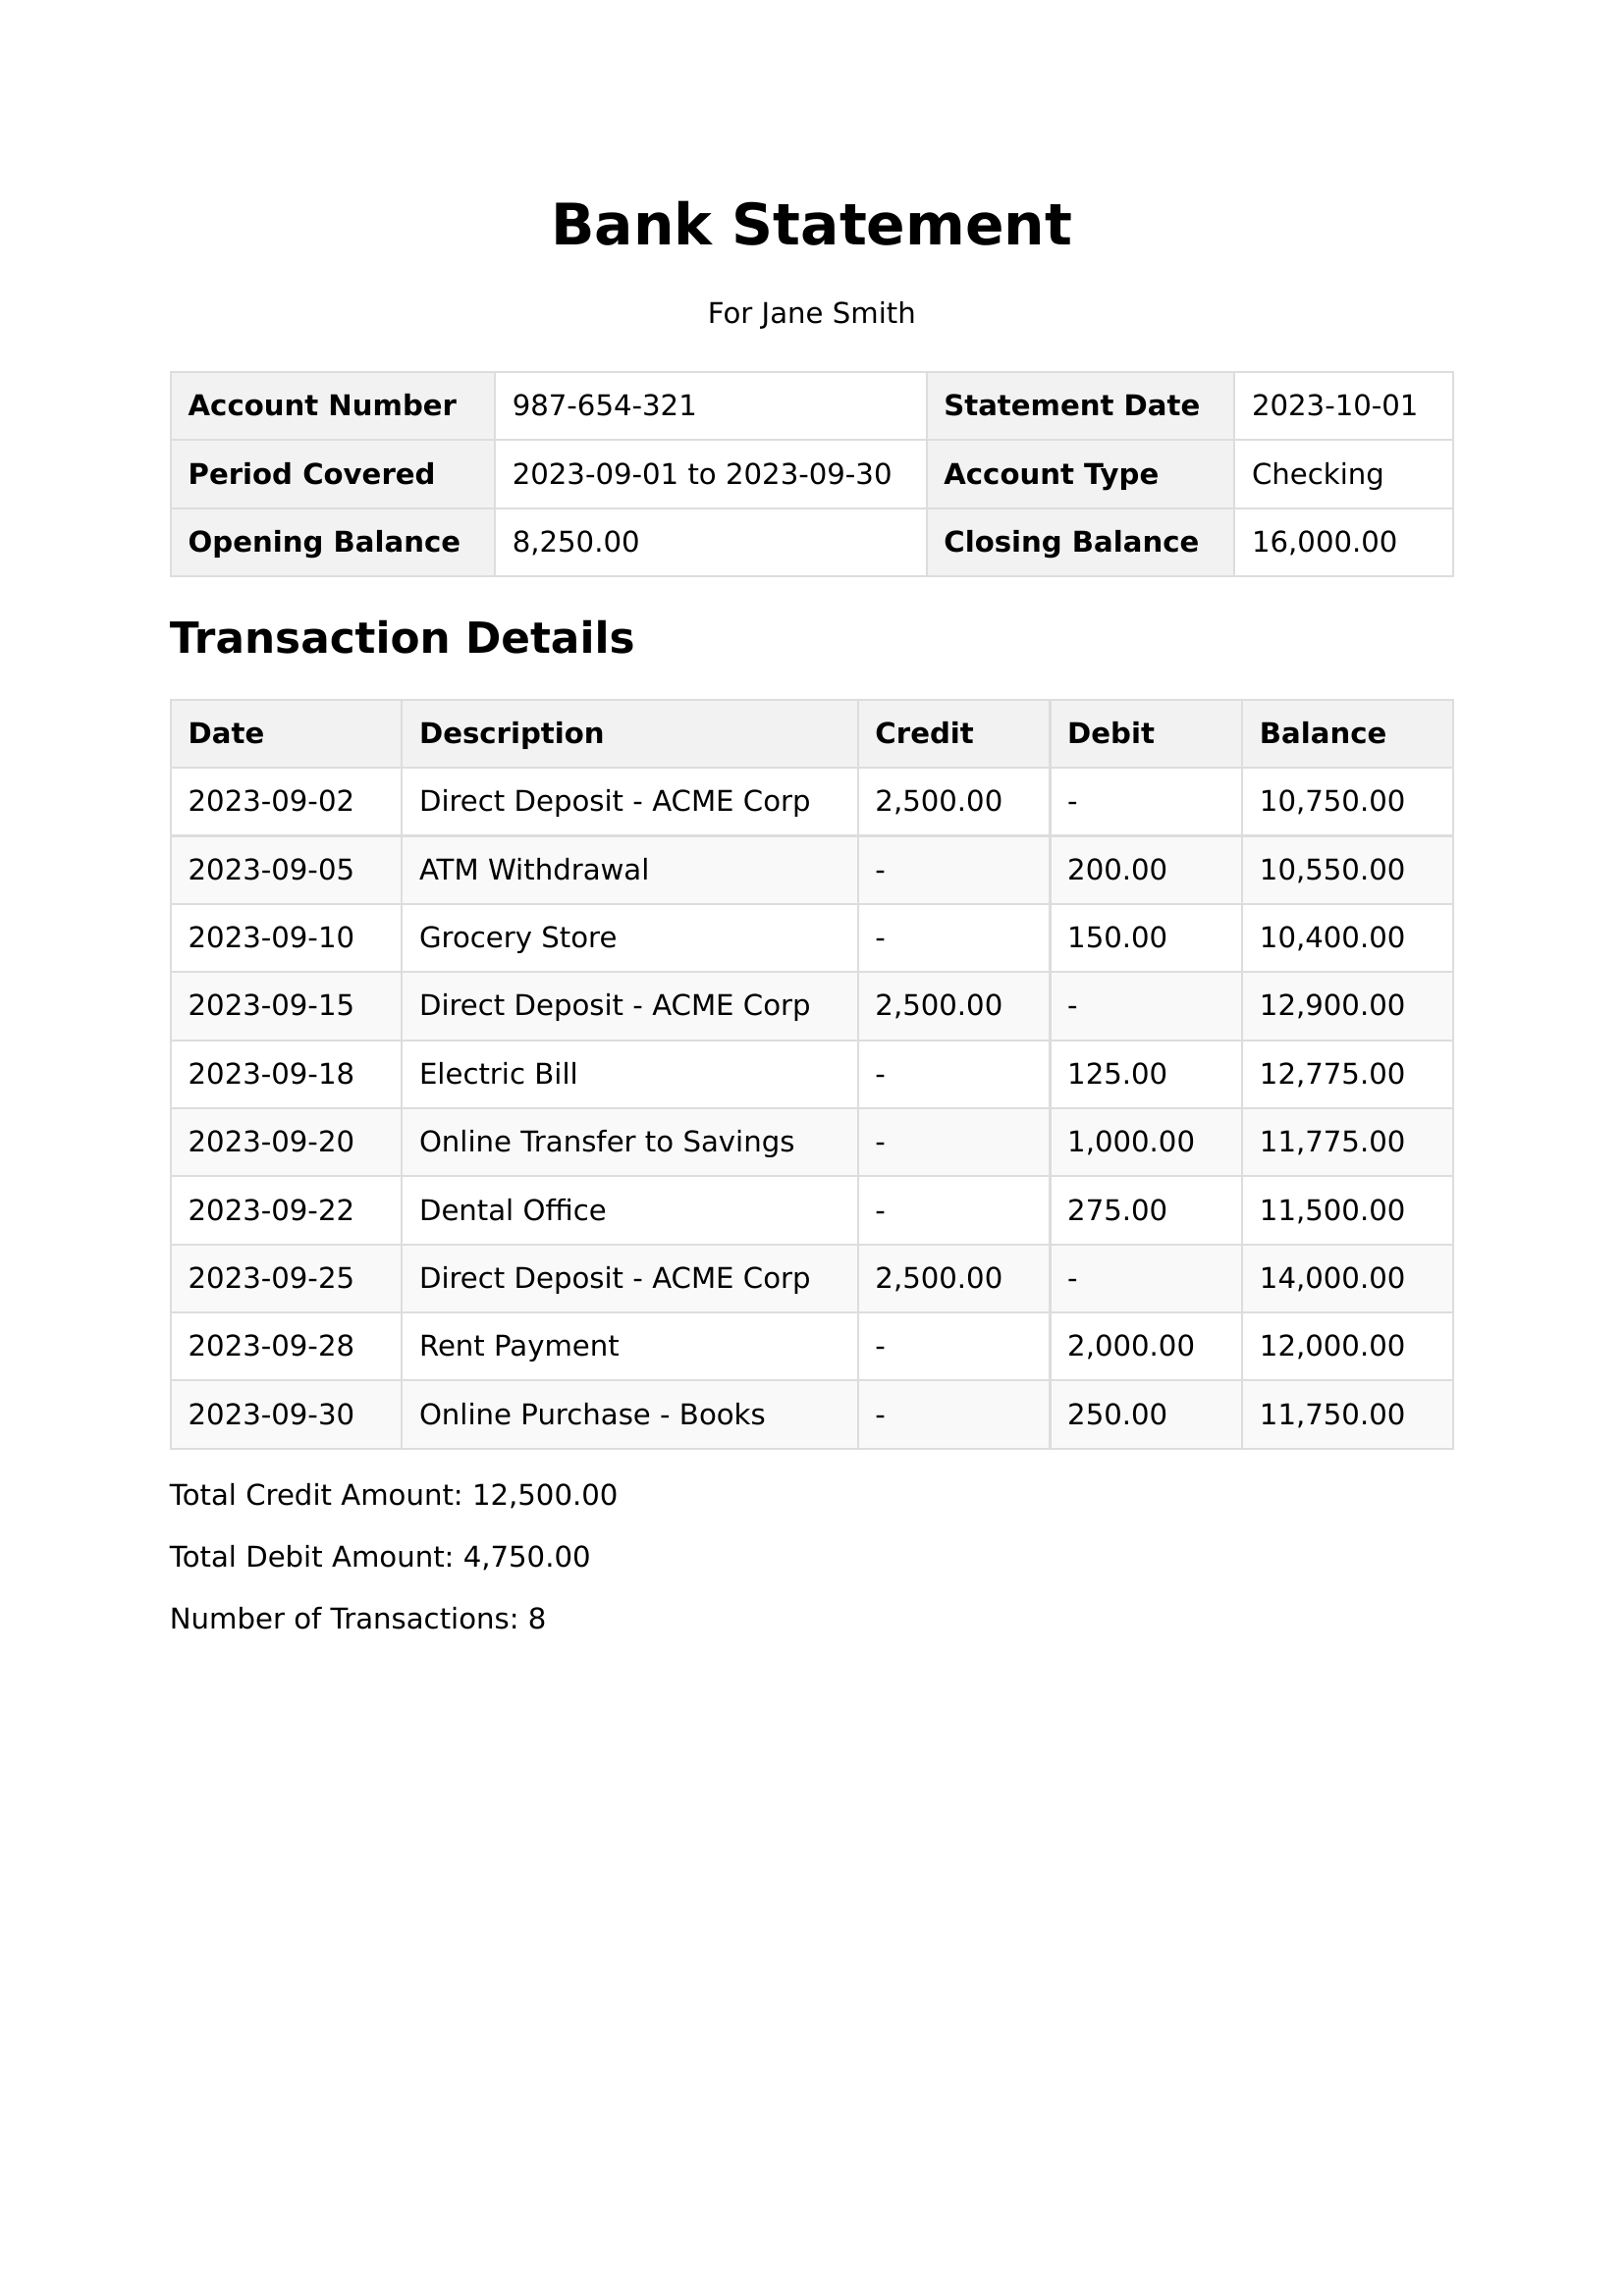 Bank Statement
For Jane Smith
Account Number 987-654-321 Statement Date 2023-10-01
Period Covered 2023-09-01 to 2023-09-30 Account Type Checking
Opening Balance 8,250.00 Closing Balance 16,000.00
Transaction Details
Date Description Credit Debit Balance
2023-09-02 Direct Deposit - ACME Corp 2,500.00 - 10,750.00
2023-09-05 ATM Withdrawal - 200.00 10,550.00
2023-09-10 Grocery Store - 150.00 10,400.00
2023-09-15 Direct Deposit - ACME Corp 2,500.00 - 12,900.00
2023-09-18 Electric Bill - 125.00 12,775.00
2023-09-20 Online Transfer to Savings - 1,000.00 11,775.00
2023-09-22 Dental Office - 275.00 11,500.00
2023-09-25 Direct Deposit - ACME Corp 2,500.00 - 14,000.00
2023-09-28 Rent Payment - 2,000.00 12,000.00
2023-09-30 Online Purchase - Books - 250.00 11,750.00
Total Credit Amount: 12,500.00
Total Debit Amount: 4,750.00
Number of Transactions: 8